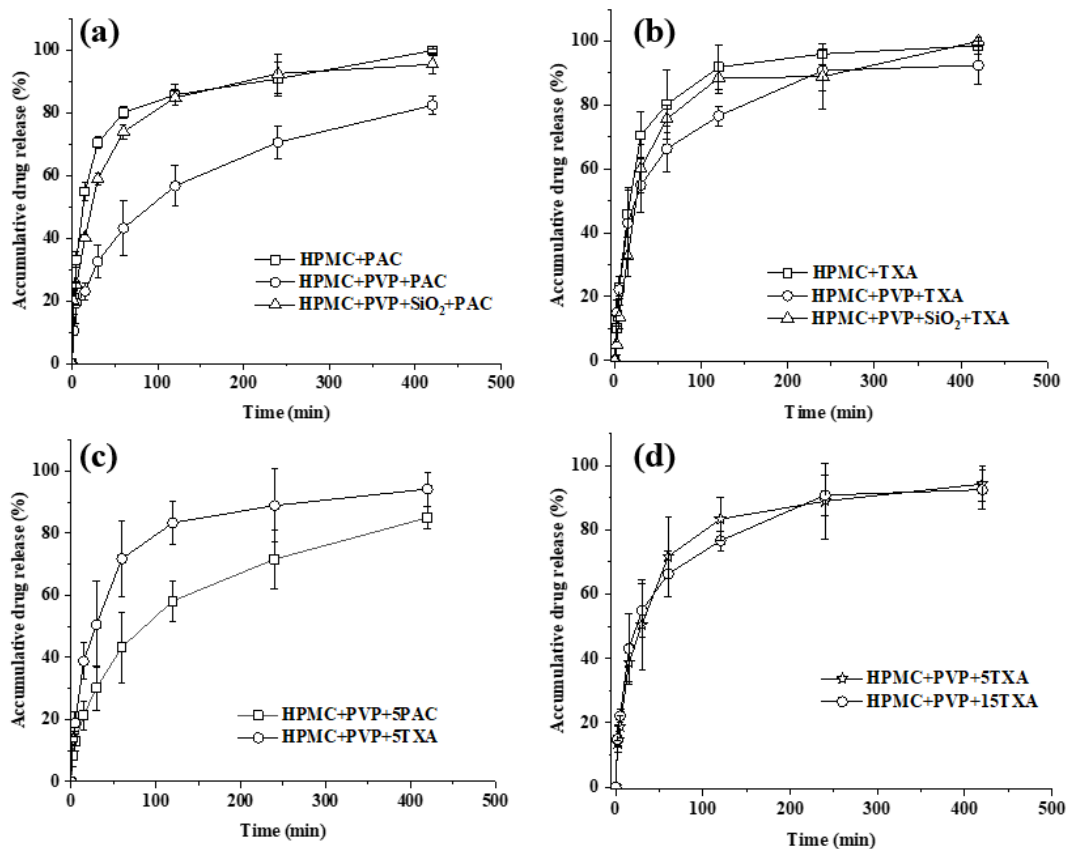 (a)
Accumulative drug release (%)
100
80
60
40
20
0
HPMC+PAC
HPMC+PVP+PAC
HPMC+PVP+SiO₂+PAC
0 100 200 300 400 500
Time (min)
(b)
Accumulative drug release (%)
100
80
60
40
20
0
HPMC+TXA
HPMC+PVP+TXA
HPMC+PVP+SiO₂+TXA
0 100 200 300 400 500
Time (min)
(c)
Accumulative drug release (%)
100
80
60
40
20
0
HPMC+PVP+5PAC
HPMC+PVP+5TXA
0 100 200 300 400 500
Time (min)
(d)
Accumulative drug release (%)
100
80
60
40
20
0
HPMC+PVP+5TXA
HPMC+PVP+15TXA
0 100 200 300 400 500
Time (min)